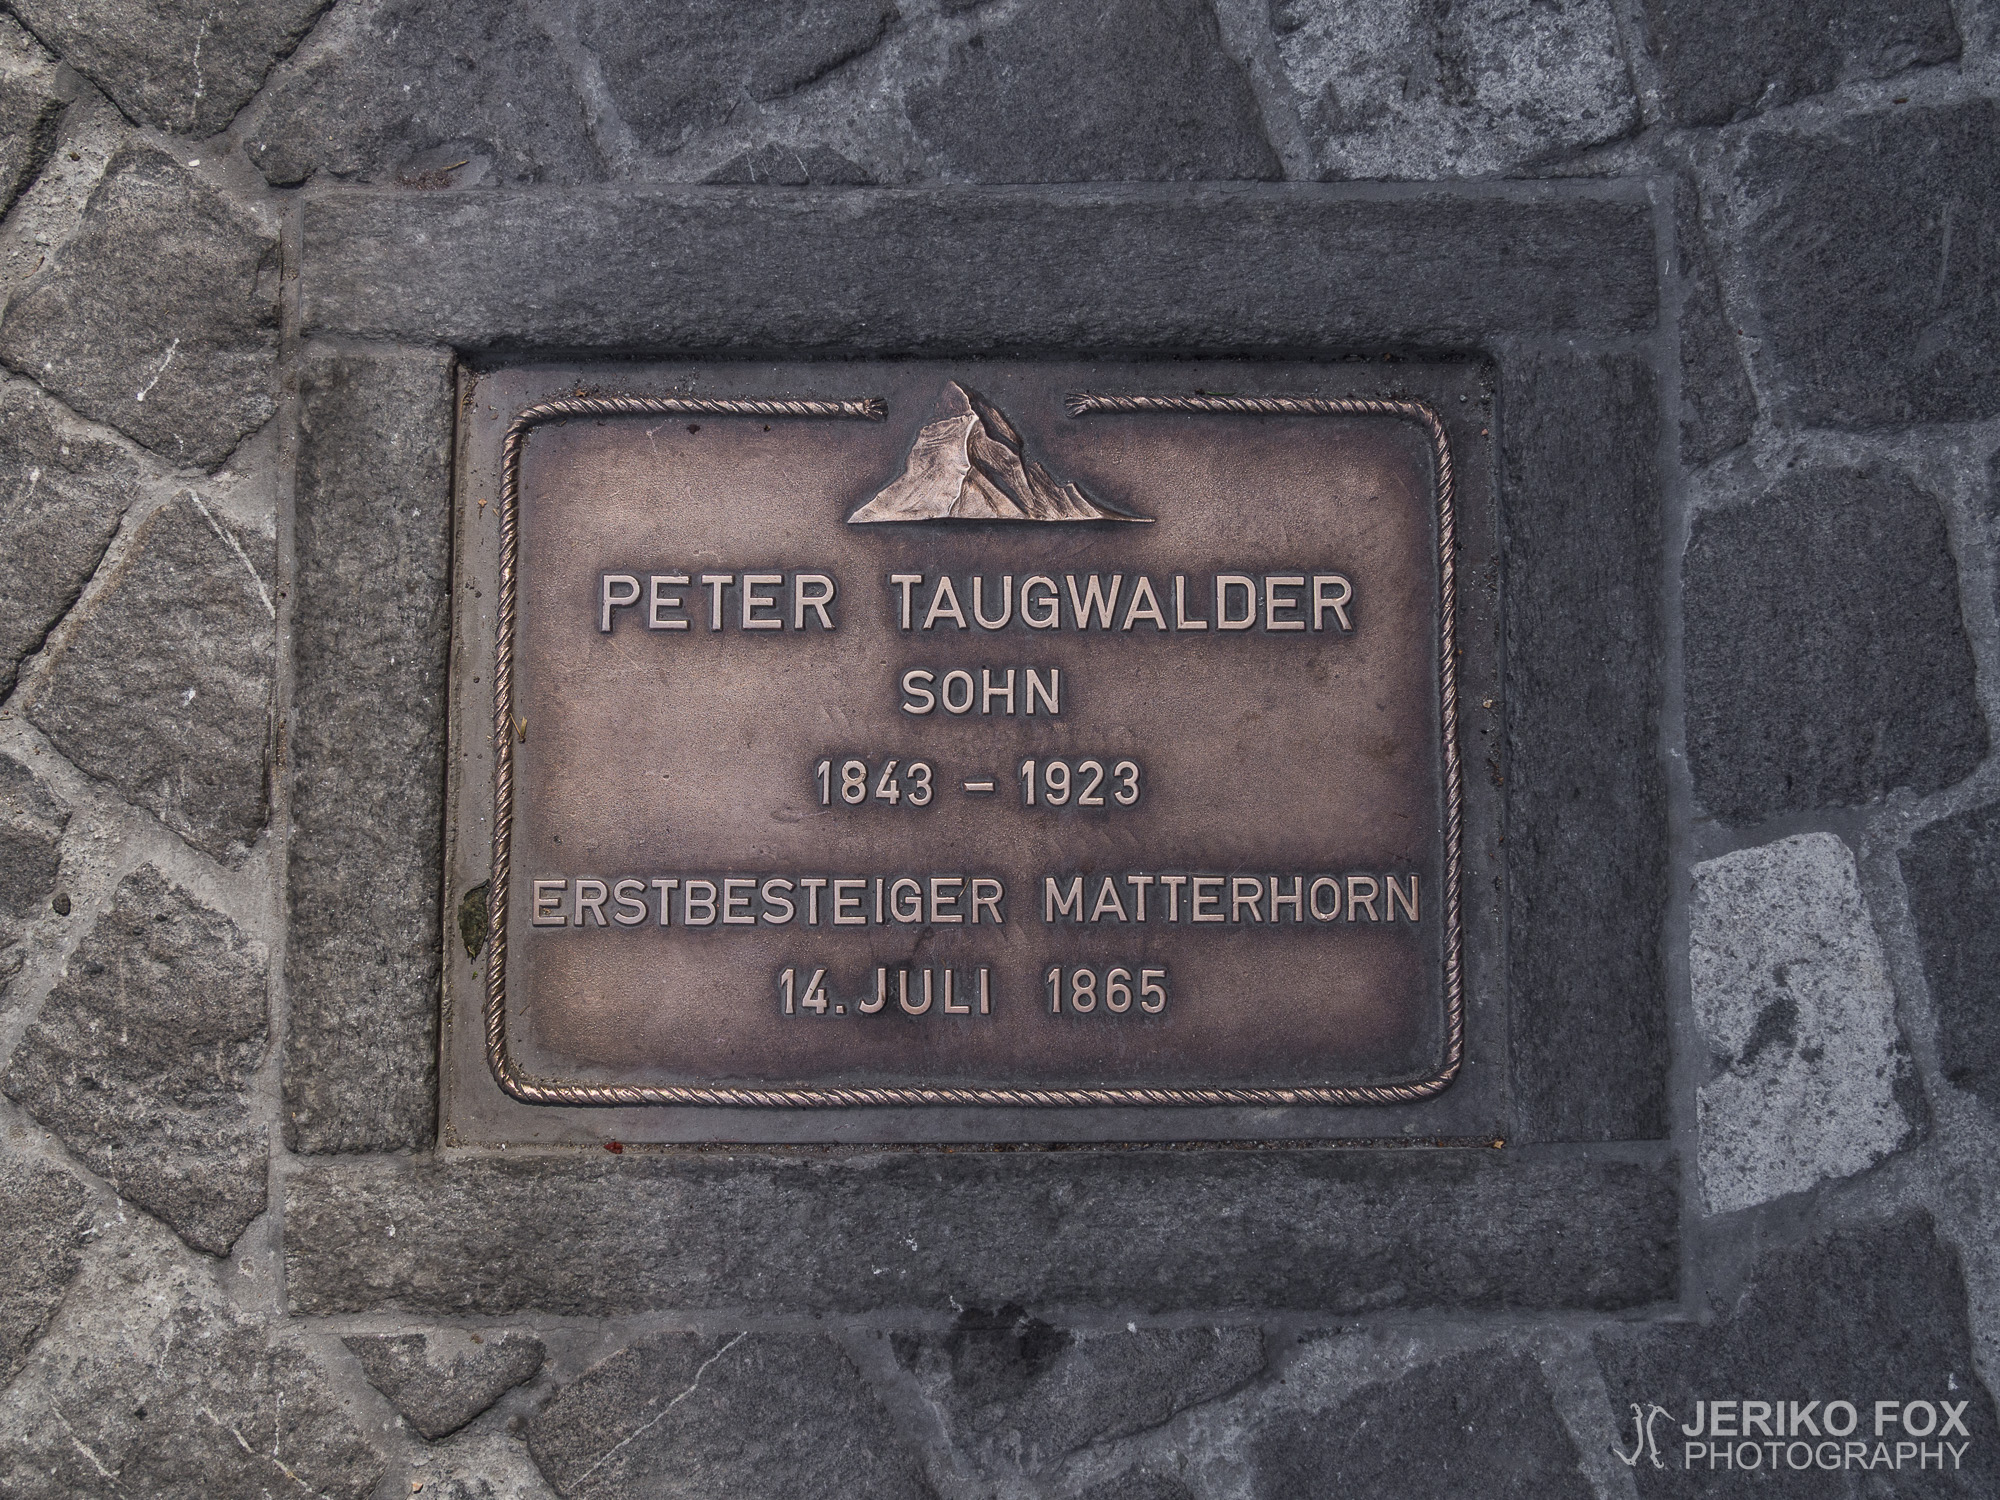 PETER TAUGWALDER
SOHN
1843 – 1923
ERSTBESTEIGER MATTERHORN
14. JULI 1865
JERIKO FOX
PHOTOGRAPHY